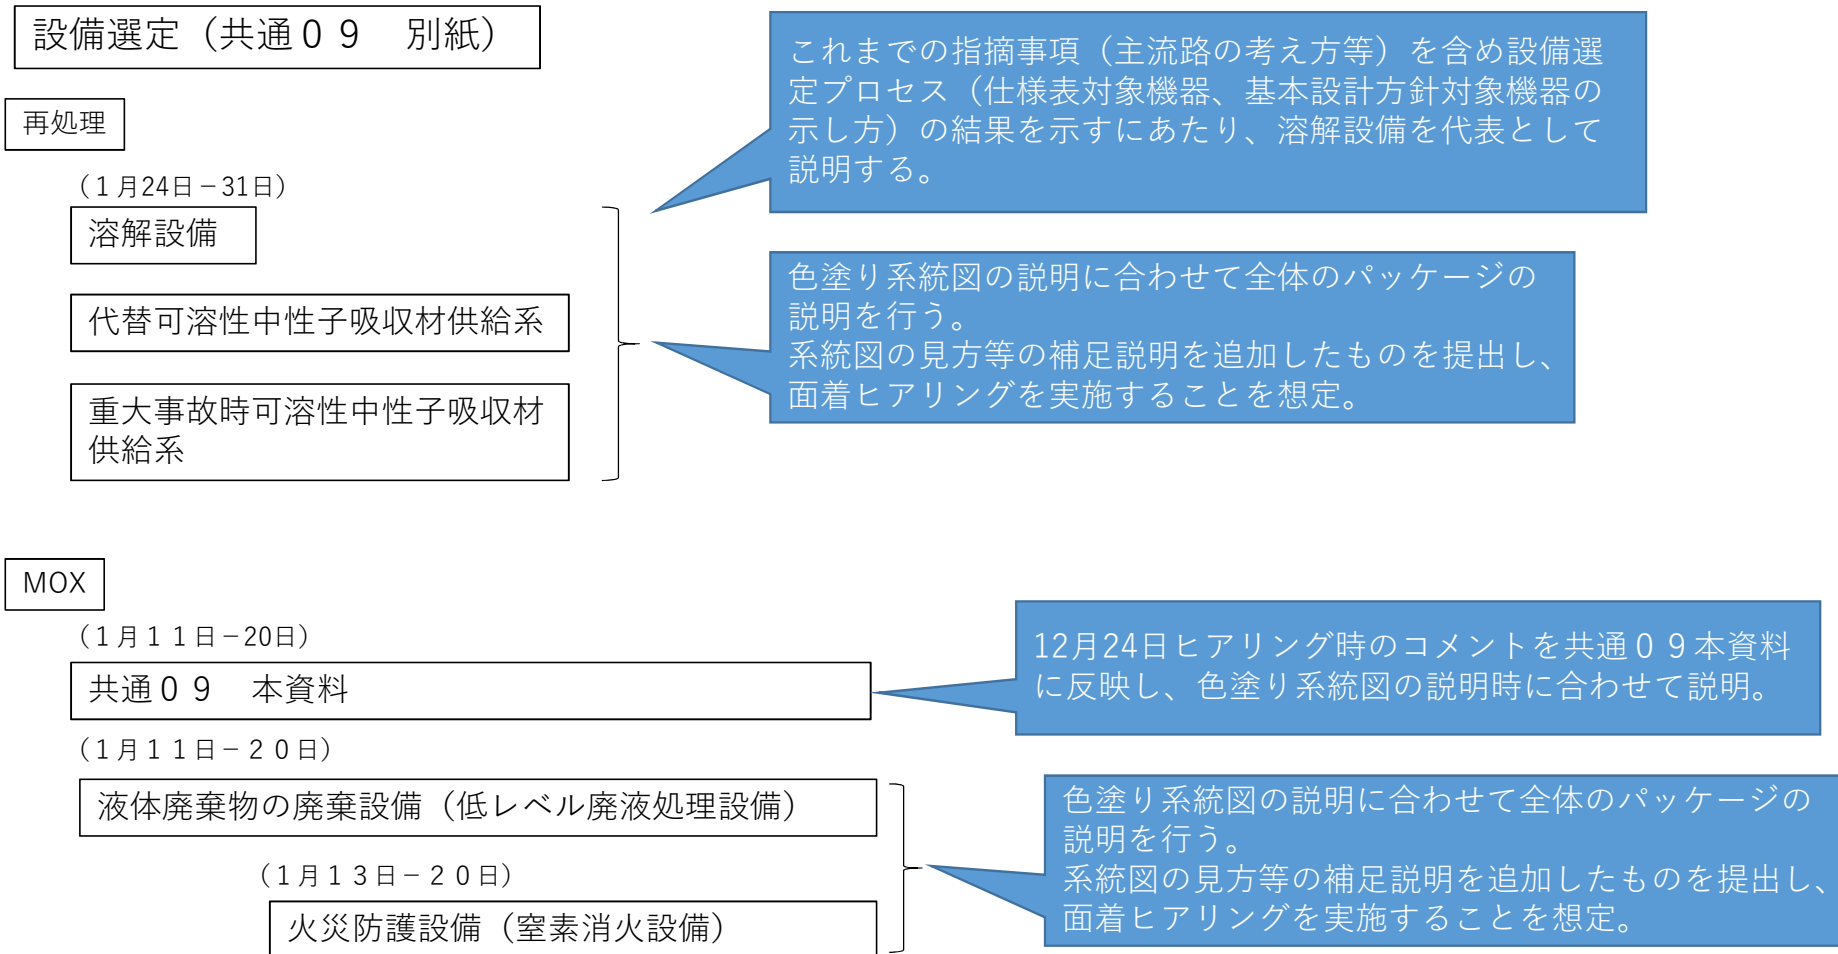 設備選定（共通０９　別紙）
再処理
（１月24日－31日）
溶解設備
代替可溶性中性子吸収材供給系
重大事故時可溶性中性子吸収材
供給系
これまでの指摘事項（主流路の考え方等）を含め設備選
定プロセス（仕様表対象機器、基本設計方針対象機器の
示し方）の結果を示すにあたり、溶解設備を代表として
説明する。
色塗り系統図の説明に合わせて全体のパッケージの
説明を行う。
系統図の見方等の補足説明を追加したものを提出し、
面着ヒアリングを実施することを想定。
MOX
（１月１１日－20日）
共通０９　本資料
12月24日ヒアリング時のコメントを共通０９本資料
に反映し、色塗り系統図の説明時に合わせて説明。
（１月１１日－２０日）
液体廃棄物の廃棄設備（低レベル廃液処理設備）
（１月１３日－２０日）
火災防護設備（窒素消火設備）
色塗り系統図の説明に合わせて全体のパッケージの
説明を行う。
系統図の見方等の補足説明を追加したものを提出し、
面着ヒアリングを実施することを想定。